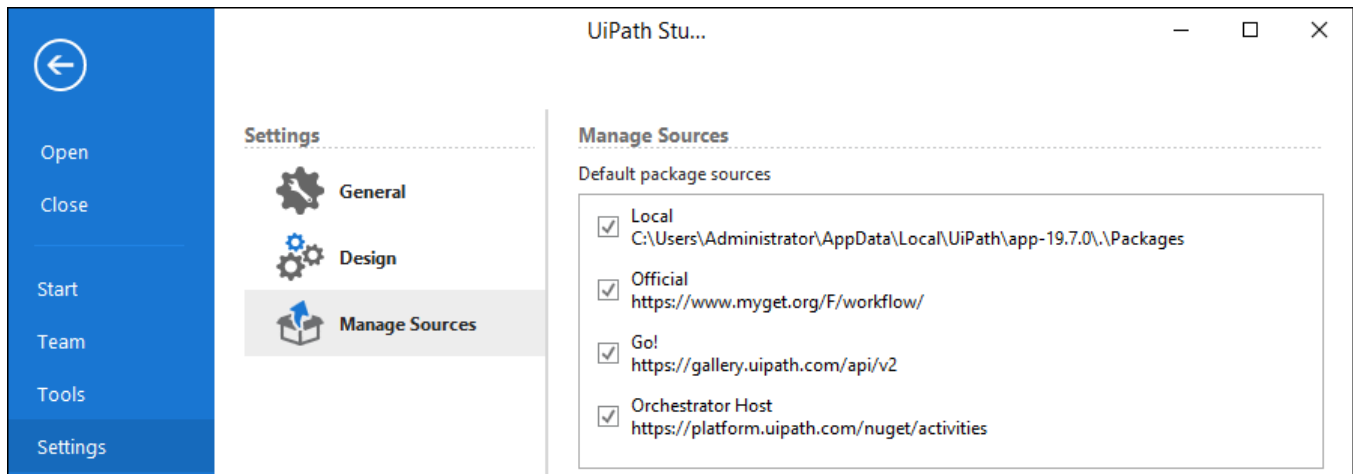 UiPath Stu...
Open
Close
Start
Team
Tools
Settings
Settings
General
Design
Manage Sources
Manage Sources
Default package sources
Local
C:\Users\Administrator\AppData\Local\UiPath\app-19.7.0\.\Packages
Official
https://www.myget.org/F/workflow/
Go!
https://gallery.uipath.com/api/v2
Orchestrator Host
https://platform.uipath.com/nuget/activities